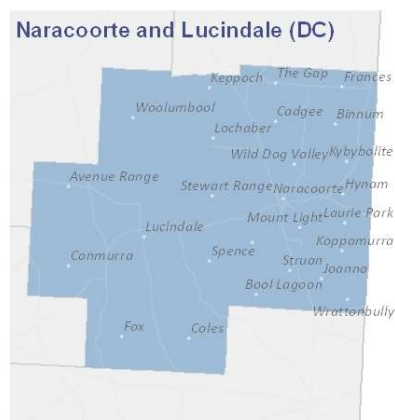 Naracoorte and Lucindale (DC)
Keppoch
The Gap
Frances
Woolumbool
Cadgee
Binnum
Lochaber
Wild Dog Valley
Kybybolite
Avenue Range
Stewart Range
Naracoorte
Hynam
Mount Light
Laurie Park
Lucindale
Koppamurra
Conmurra
Spence
Struan
Joanna
Bool Lagoon
Wrattonbully
Fox
Coles